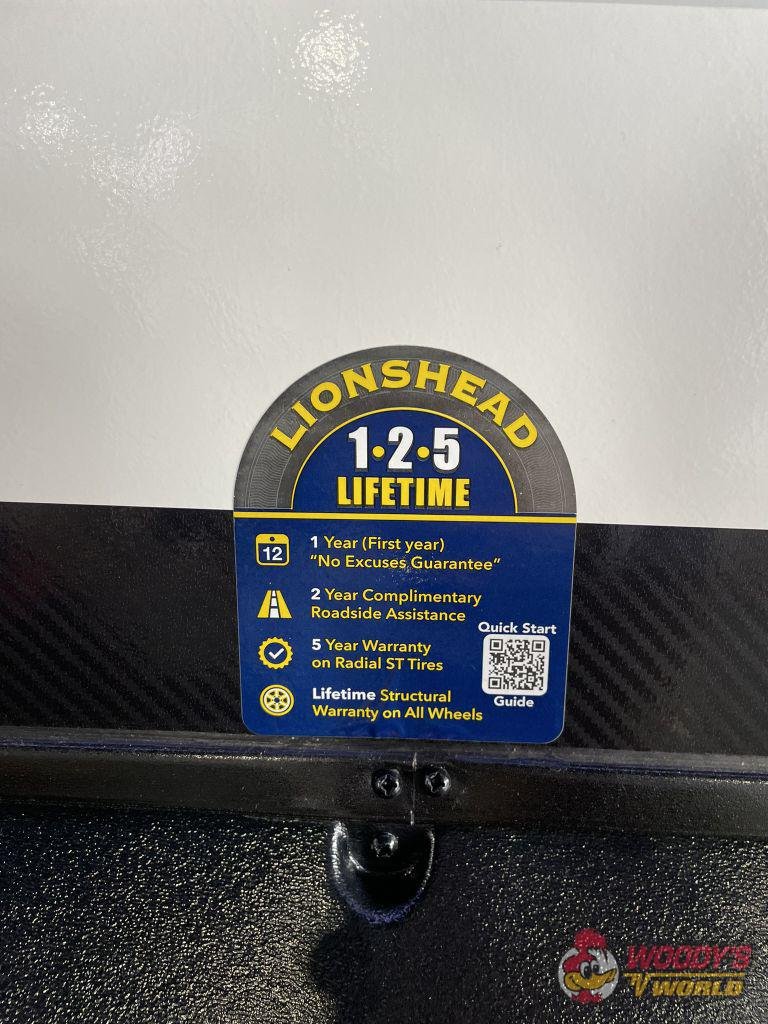 LIONSHEAD
1•2•5
LIFETIME
12
1 Year (First year)
"No Excuses Guarantee"
2 Year Complimentary
Roadside Assistance
5 Year Warranty
on Radial ST Tires
Quick Start
Guide
Lifetime Structural
Warranty on All Wheels
WOODY'S
RV WORLD